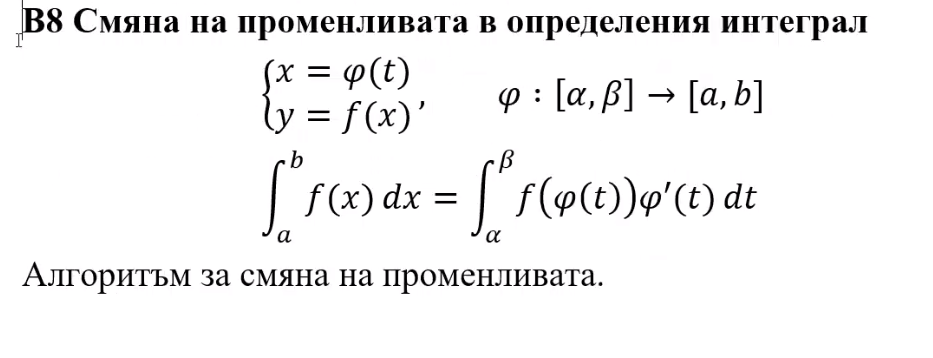 В8 Смяна на променливата в определения интеграл
{x = φ(t)
{y = f(x)’ φ : [α, β] → [a, b]
∫_a^b f(x) dx = ∫_α^β f(φ(t))φ′(t) dt
Алгоритъм за смяна на променливата.